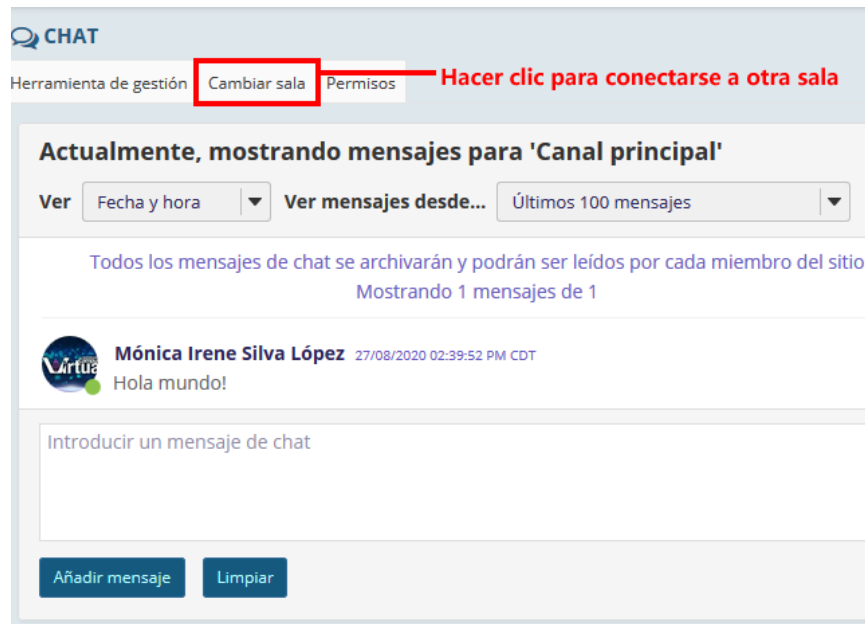 CHAT
Herramienta de gestión Cambiar sala Permisos Hacer clic para conectarse a otra sala
Actualmente, mostrando mensajes para 'Canal principal'
Ver Fecha y hora Ver mensajes desde... Últimos 100 mensajes
Todos los mensajes de chat se archivarán y podrán ser leídos por cada miembro del sitio
Mostrando 1 mensajes de 1
Mónica Irene Silva López 27/08/2020 02:39:52 PM CDT
Hola mundo!
Introducir un mensaje de chat
Añadir mensaje Limpiar